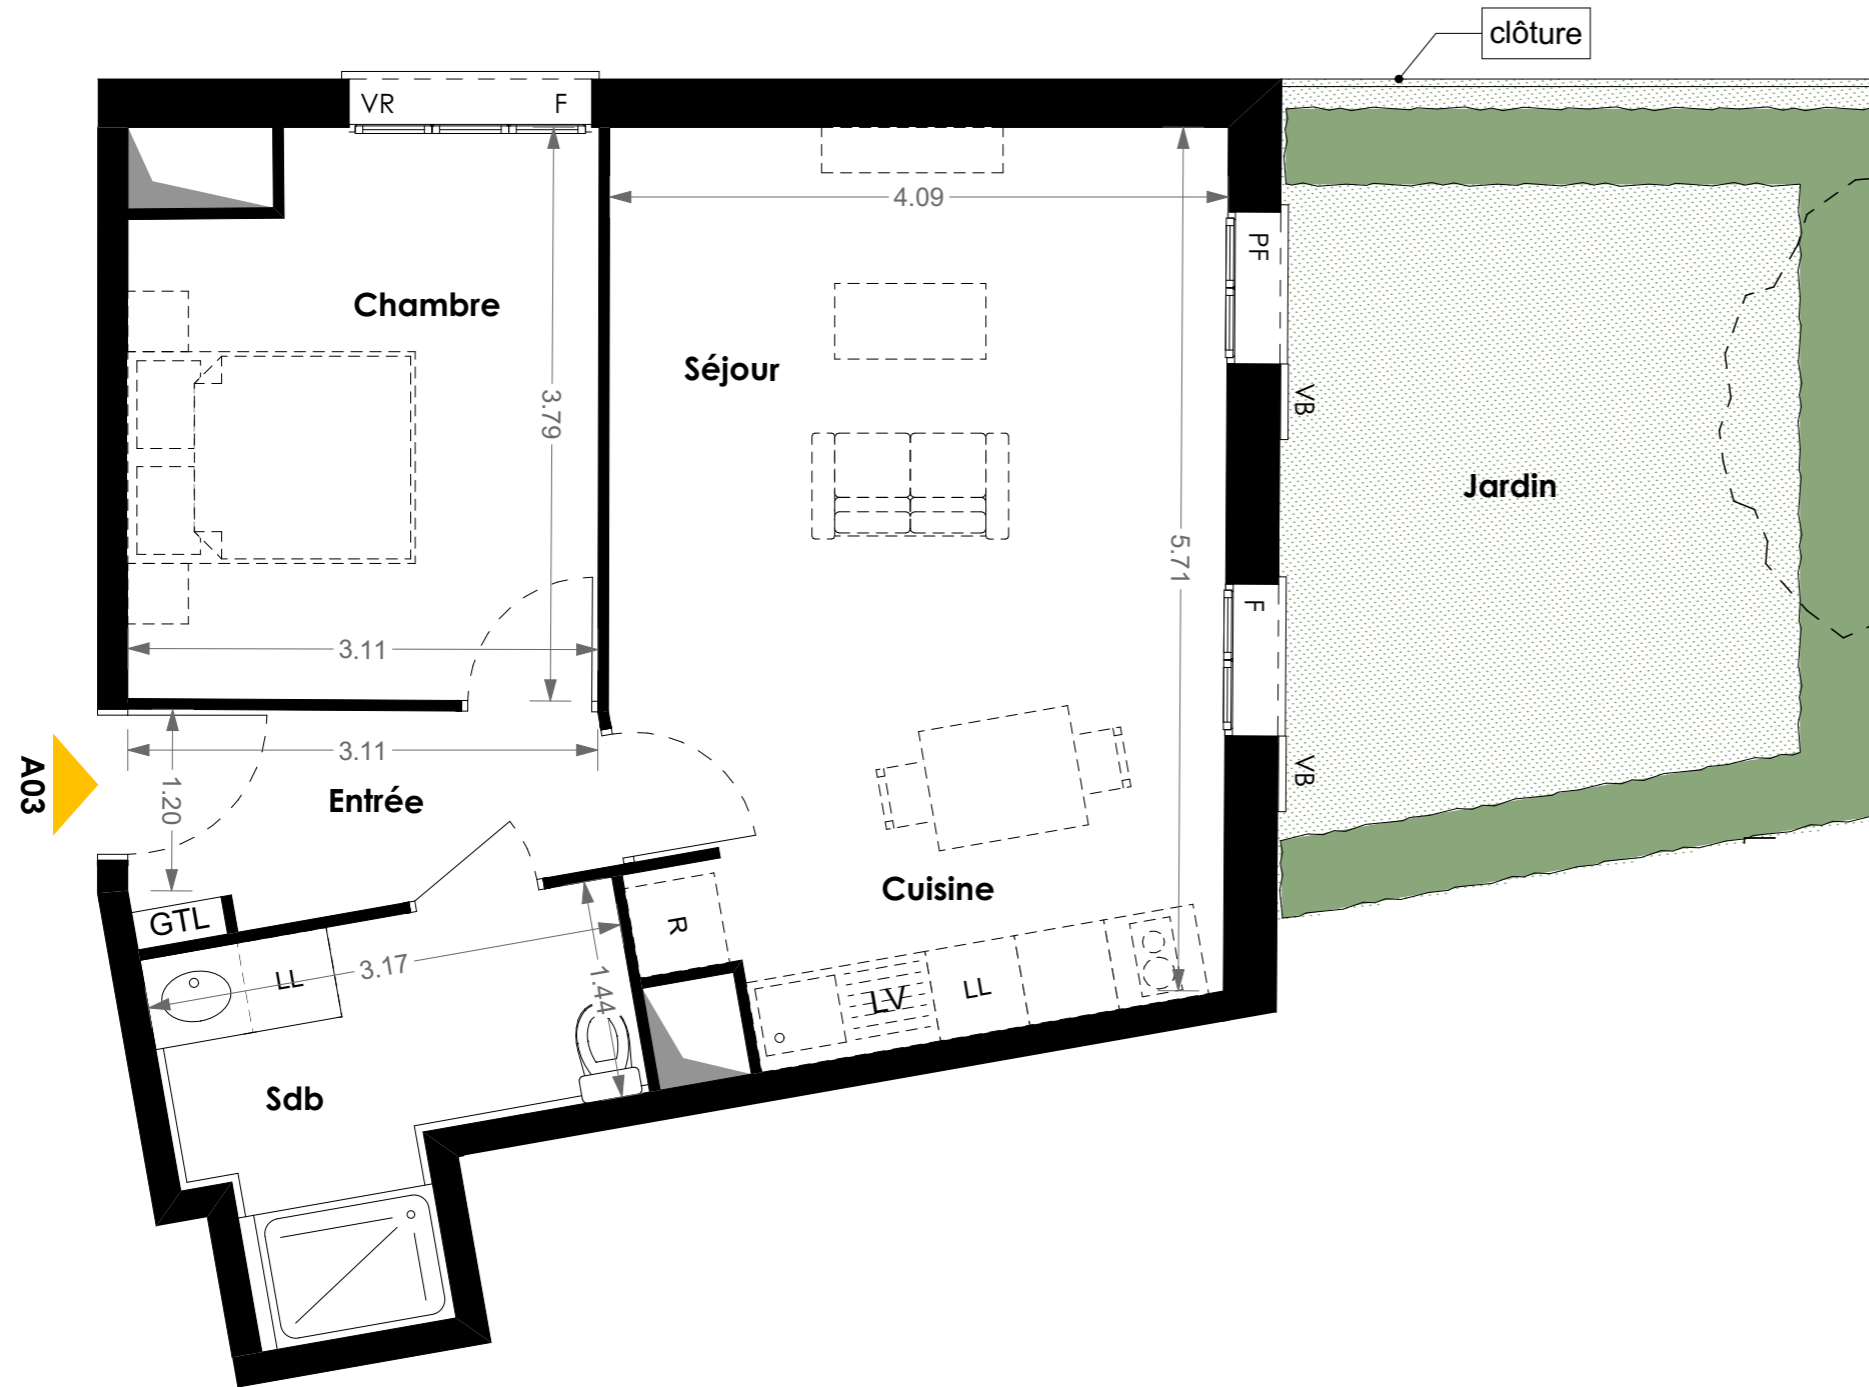 clôture
VR
F
4.09
PF
Chambre
Séjour
3.79
VB
Jardin
5.71
F
3.11
3.11
VB
A03
1.20
Entrée
Cuisine
GTL
R
LL
3.17
1.44
LV
LL
Sdb